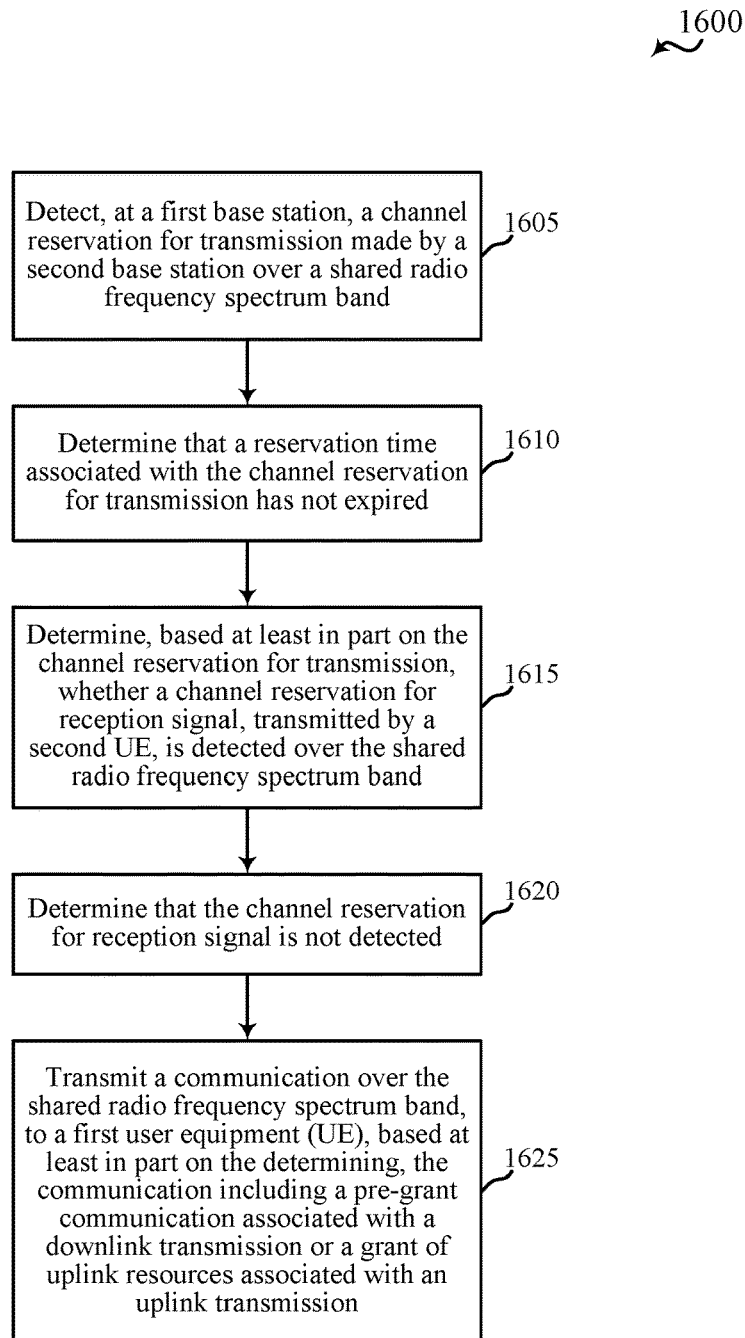 1600
Detect, at a first base station, a channel
reservation for transmission made by a
second base station over a shared radio
frequency spectrum band
1605
Determine that a reservation time
associated with the channel reservation
for transmission has not expired
1610
Determine, based at least in part on the
channel reservation for transmission,
whether a channel reservation for
reception signal, transmitted by a
second UE, is detected over the shared
radio frequency spectrum band
1615
Determine that the channel reservation
for reception signal is not detected
1620
Transmit a communication over the
shared radio frequency spectrum band,
to a first user equipment (UE), based at
least in part on the determining, the
communication including a pre-grant
communication associated with a
downlink transmission or a grant of
uplink resources associated with an
uplink transmission
1625